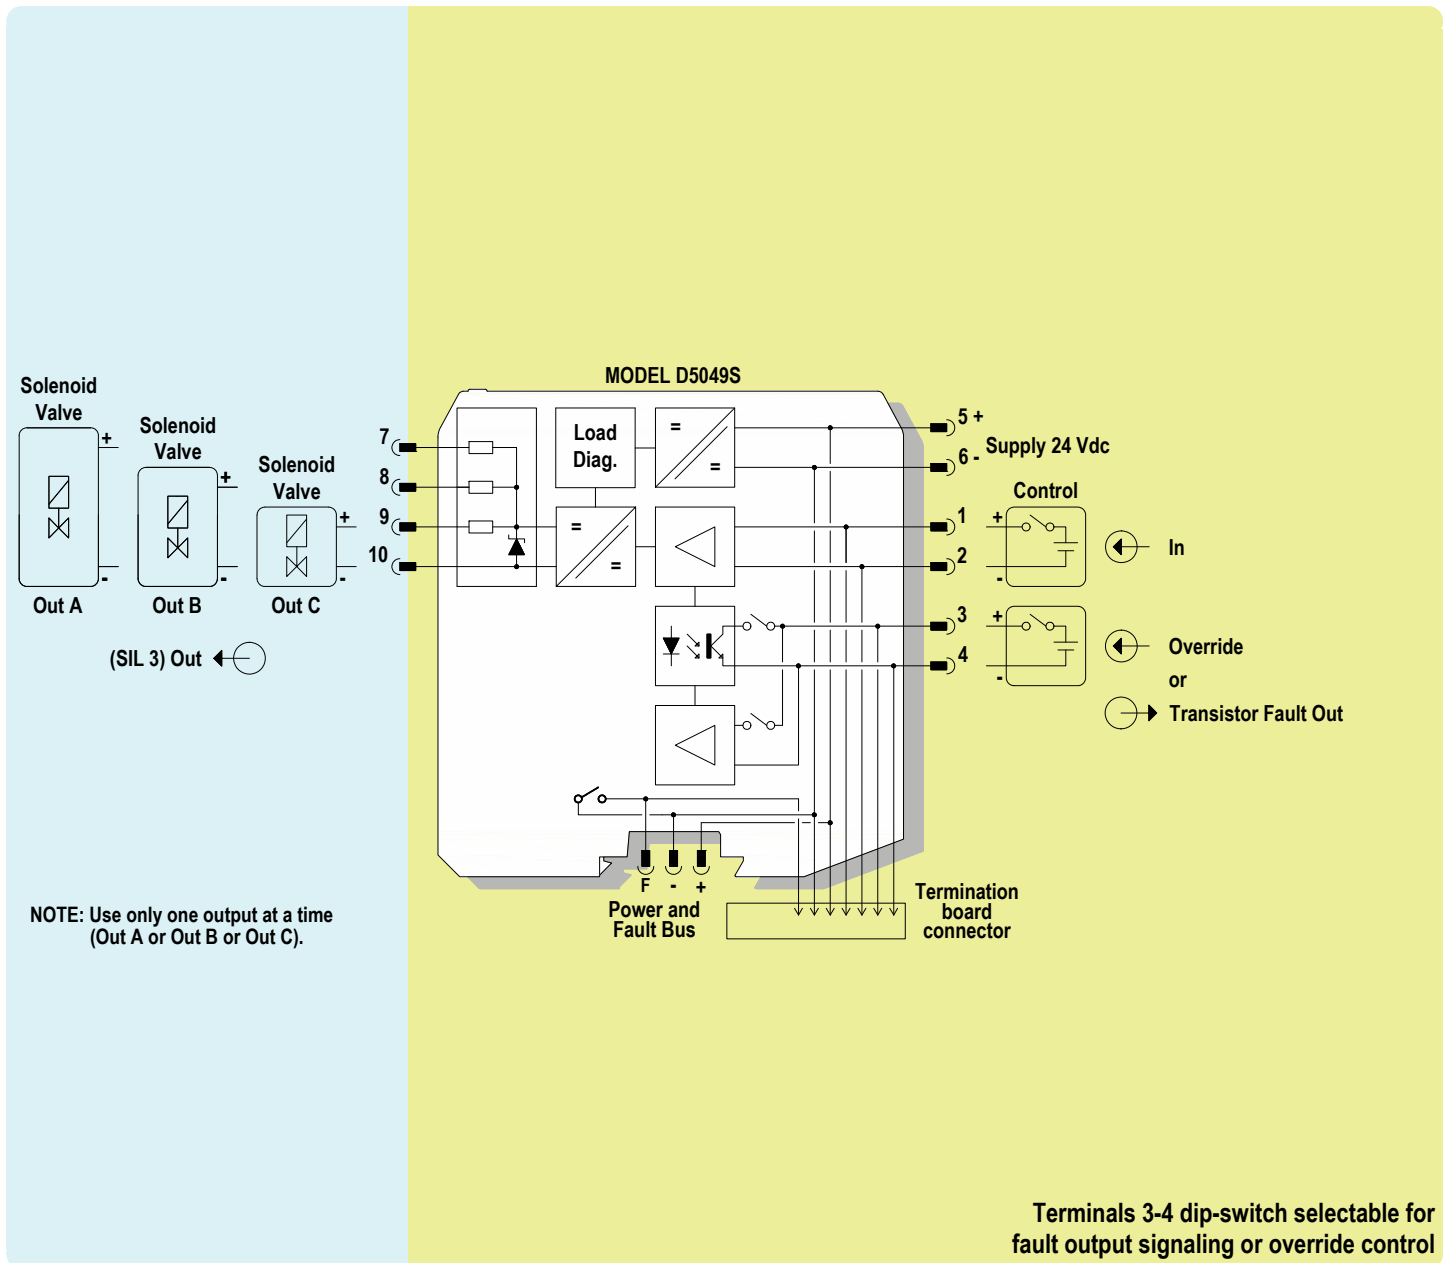 MODEL D5049S
Solenoid
Valve
+
-
Out A
Solenoid
Valve
+
-
Out B
Solenoid
Valve
+
-
Out C
(SIL 3) Out
NOTE: Use only one output at a time
(Out A or Out B or Out C).
7
8
9
10
Load
Diag.
=
=
=
=
5 +
6 -
Supply 24 Vdc
Control
1
2
+
-
In
3
4
+
-
Override
or
Transistor Fault Out
F - +
Power and
Fault Bus
Termination
board
connector
Terminals 3-4 dip-switch selectable for
fault output signaling or override control